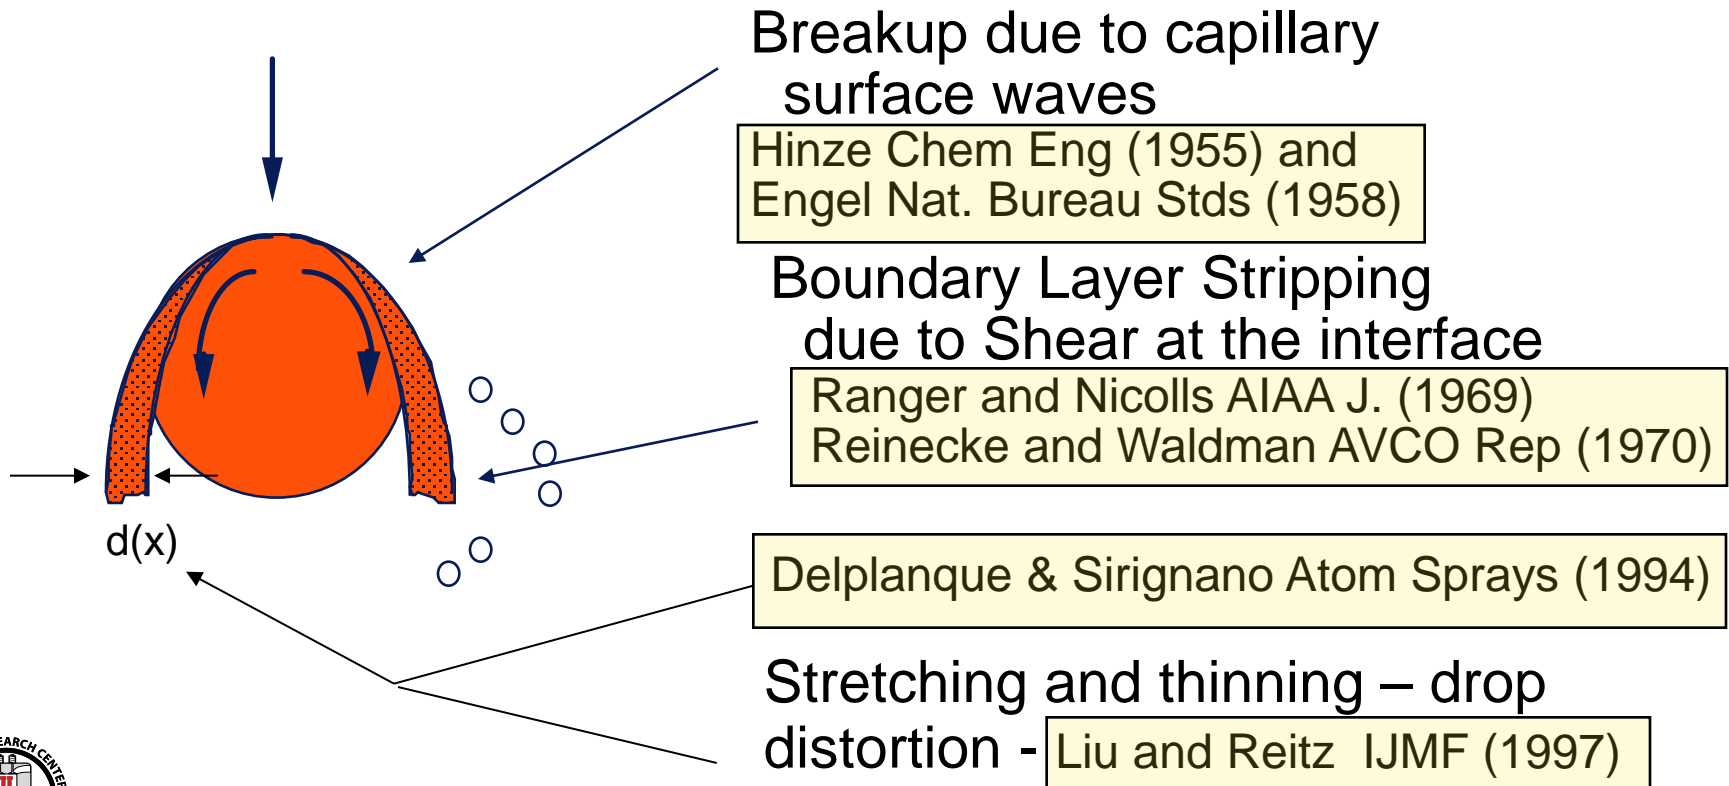 Breakup due to capillary
surface waves
Hinze Chem Eng (1955) and
Engel Nat. Bureau Stds (1958)
Boundary Layer Stripping
due to Shear at the interface
Ranger and Nicolls AIAA J. (1969)
Reinecke and Waldman AVCO Rep (1970)
d(x)
Delplanque & Sirignano Atom Sprays (1994)
Stretching and thinning – drop
distortion - Liu and Reitz IJMF (1997)